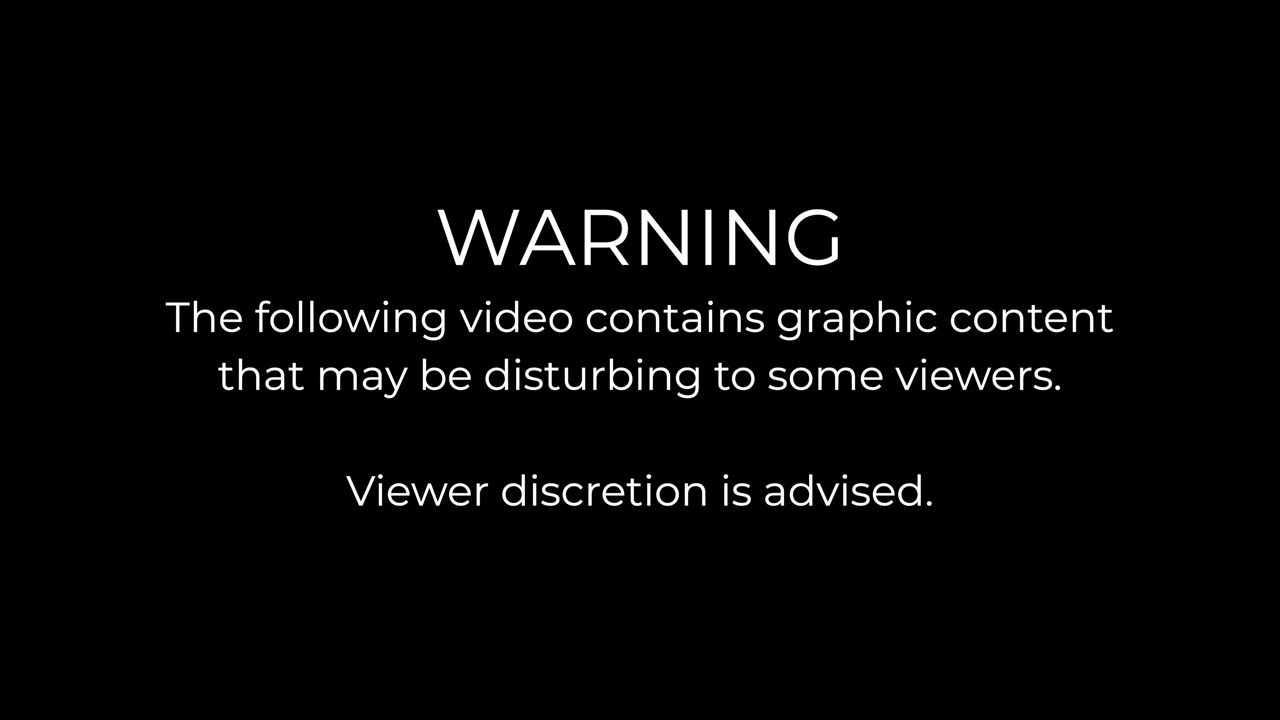 WARNING
The following video contains graphic content
that may be disturbing to some viewers.
Viewer discretion is advised.